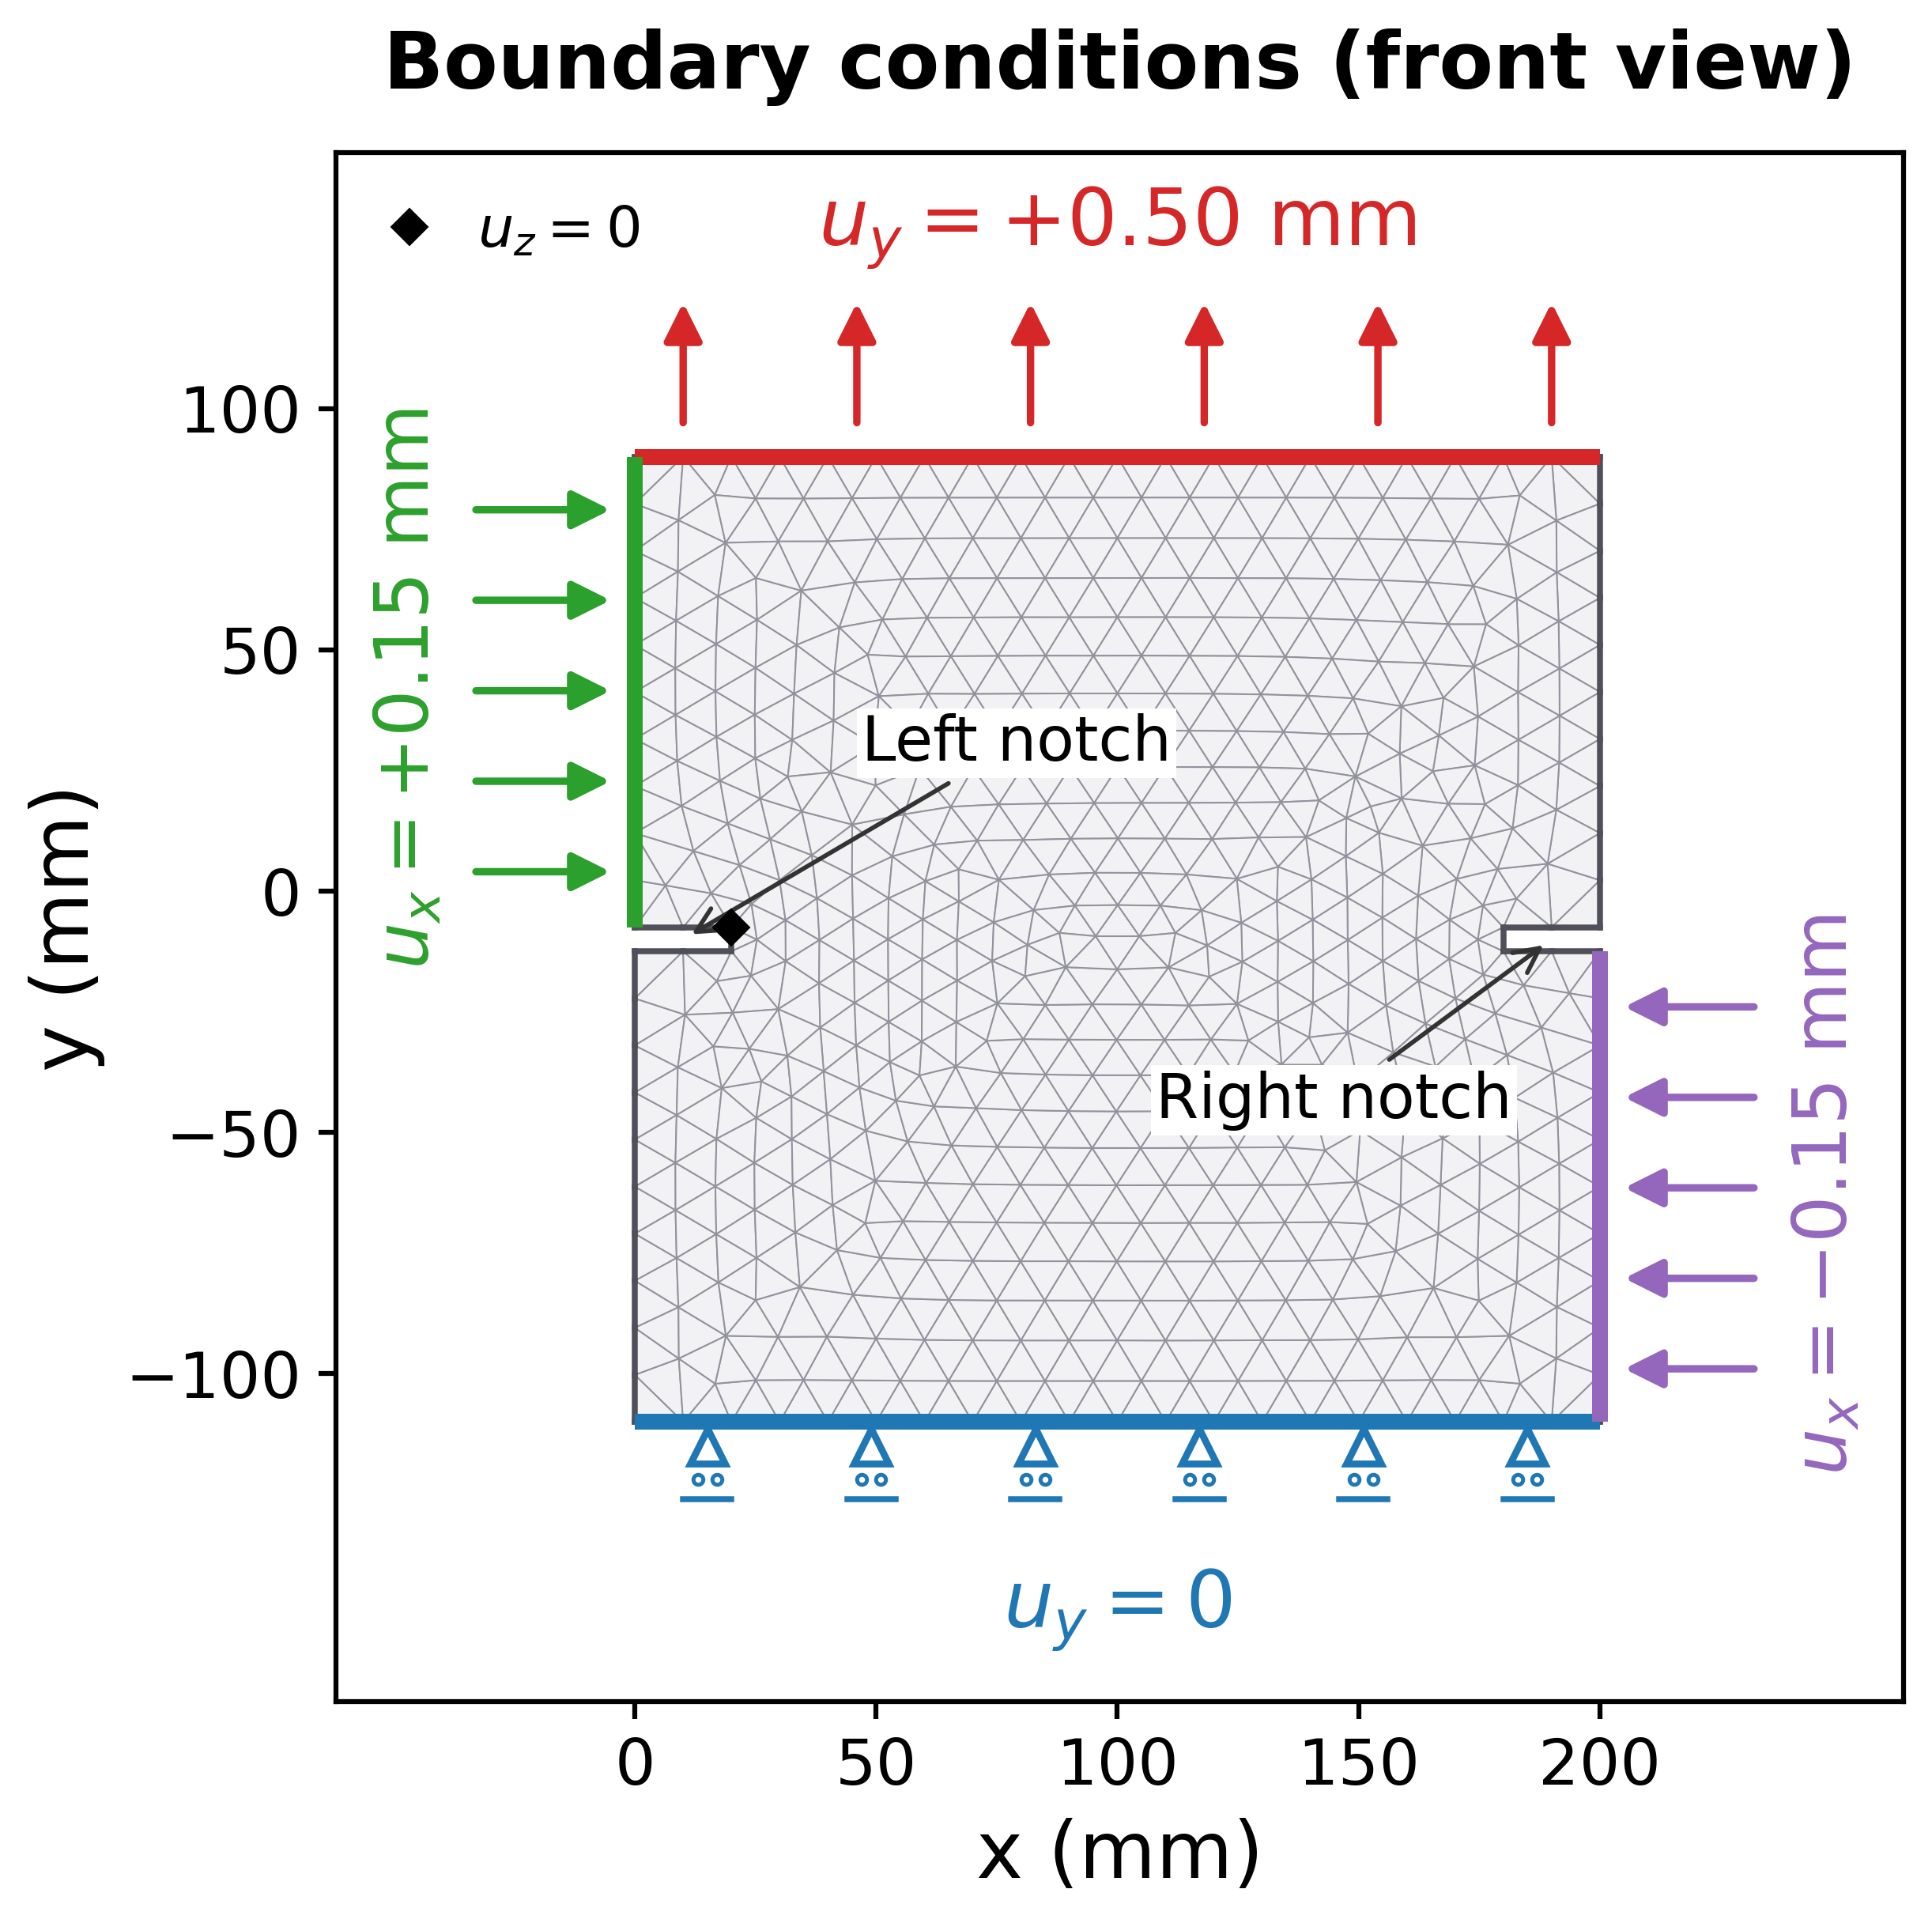 Boundary conditions (front view)
u_z = 0
u_y = +0.50 mm
u_x = +0.15 mm
Left notch
Right notch
u_x = −0.15 mm
u_y = 0
y (mm)
100
50
0
−50
−100
0
50
100
150
200
x (mm)